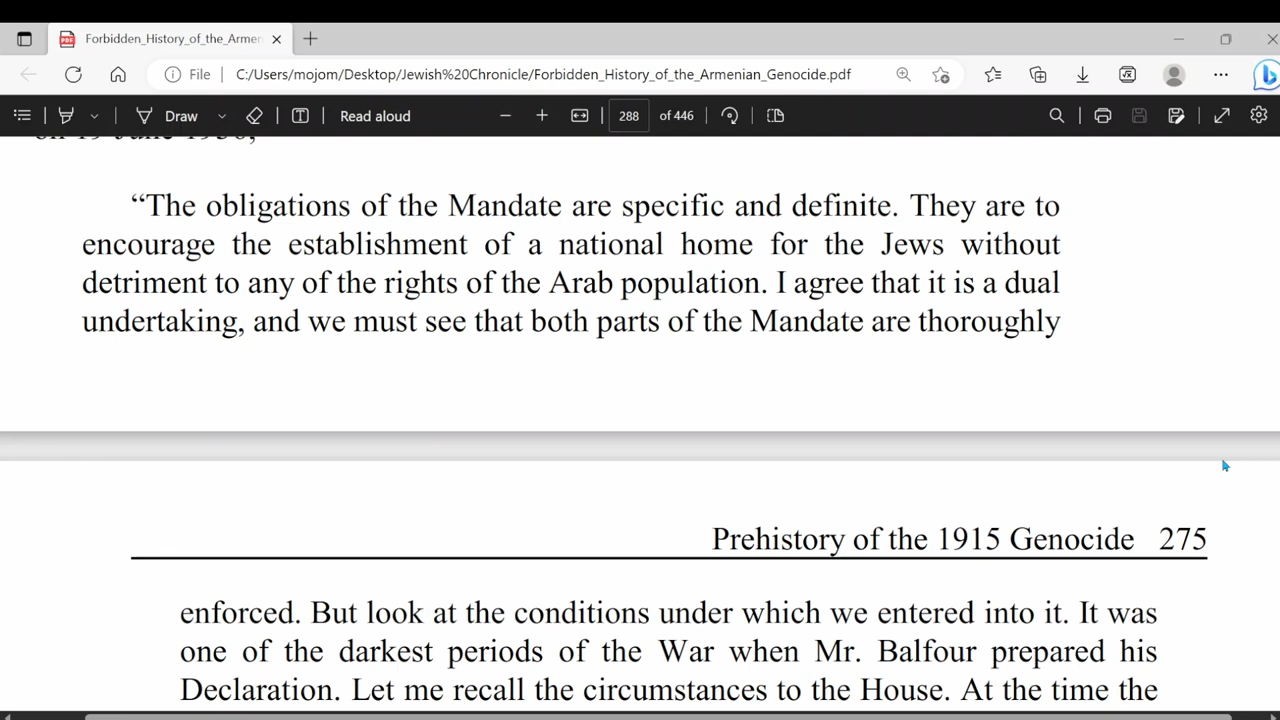 Forbidden_History_of_the_Armen
File C:/Users/mojom/Desktop/Jewish%20Chronicle/Forbidden_History_of_the_Armenian_Genocide.pdf
Draw Read aloud 288 of 446
on 19 June 1936,
“The obligations of the Mandate are specific and definite. They are to
encourage the establishment of a national home for the Jews without
detriment to any of the rights of the Arab population. I agree that it is a dual
undertaking, and we must see that both parts of the Mandate are thoroughly
Prehistory of the 1915 Genocide 275
enforced. But look at the conditions under which we entered into it. It was
one of the darkest periods of the War when Mr. Balfour prepared his
Declaration. Let me recall the circumstances to the House. At the time the